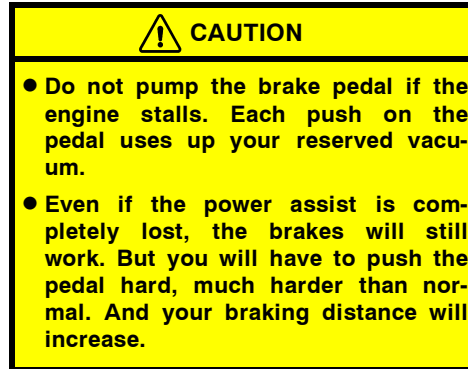 CAUTION
● Do not pump the brake pedal if the
engine stalls. Each push on the
pedal uses up your reserved vacu-
um.
● Even if the power assist is com-
pletely lost, the brakes will still
work. But you will have to push the
pedal hard, much harder than nor-
mal. And your braking distance will
increase.